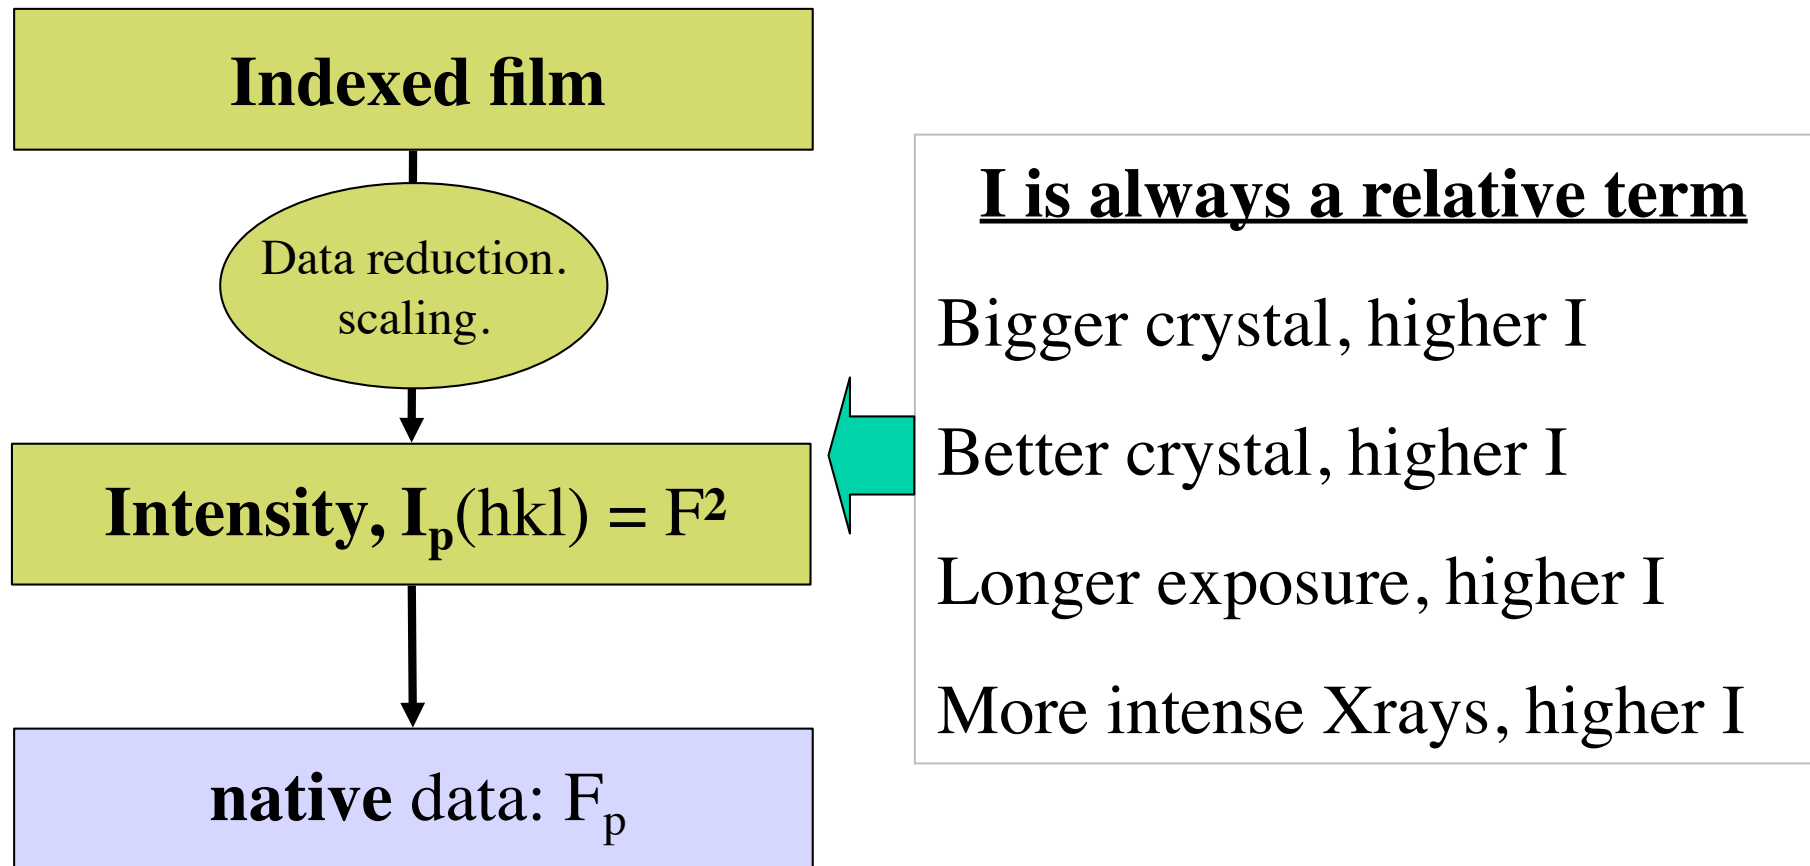 Indexed film
Data reduction.
scaling.
Intensity, Iₚ(hkl) = F²
native data: Fₚ
I is always a relative term
Bigger crystal, higher I
Better crystal, higher I
Longer exposure, higher I
More intense Xrays, higher I